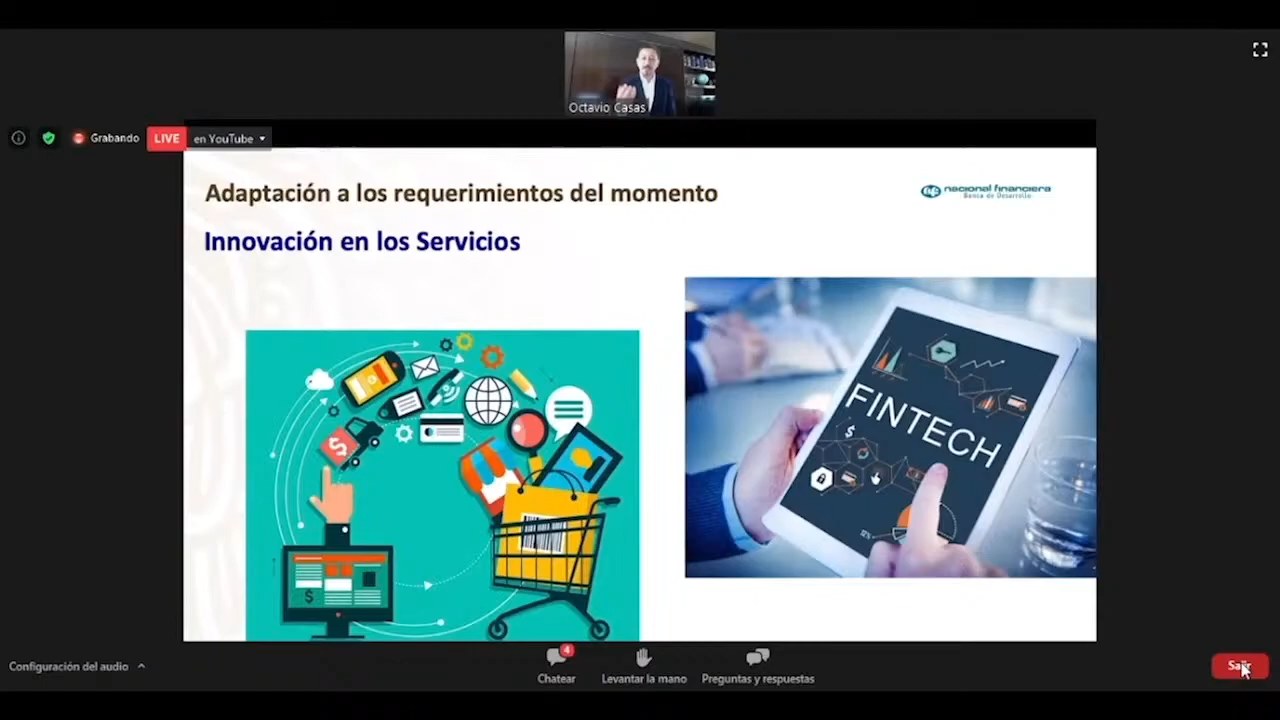 Octavio Casas
Grabando
LIVE
en YouTube
Adaptación a los requerimientos del momento
nacional financiera
Banca de Desarrollo
Innovación en los Servicios
FINTECH
$
$
$
Configuración del audio
4
Chatear
Levantar la mano
Preguntas y respuestas
Salir